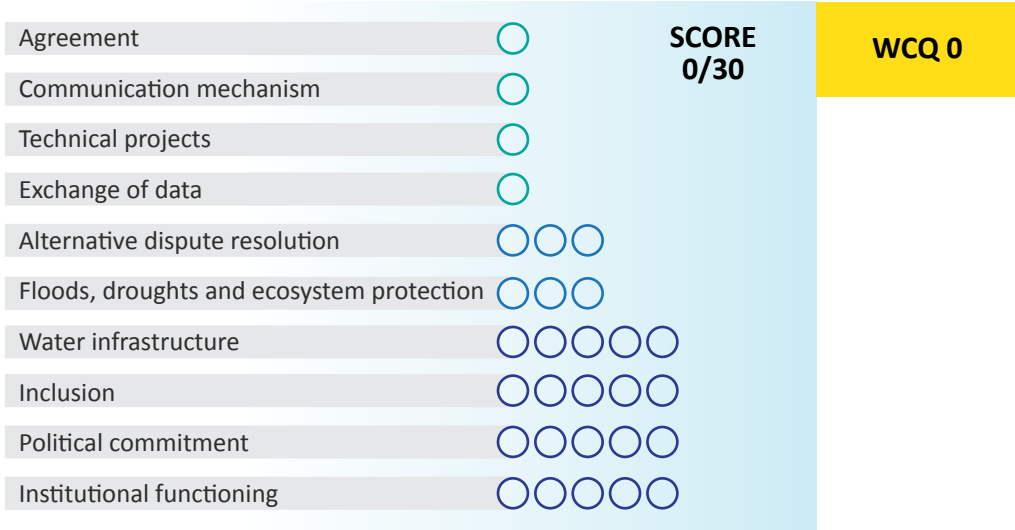 Agreement
Communication mechanism
Technical projects
Exchange of data
Alternative dispute resolution
Floods, droughts and ecosystem protection
Water infrastructure
Inclusion
Political commitment
Institutional functioning
SCORE
0/30
WCQ 0